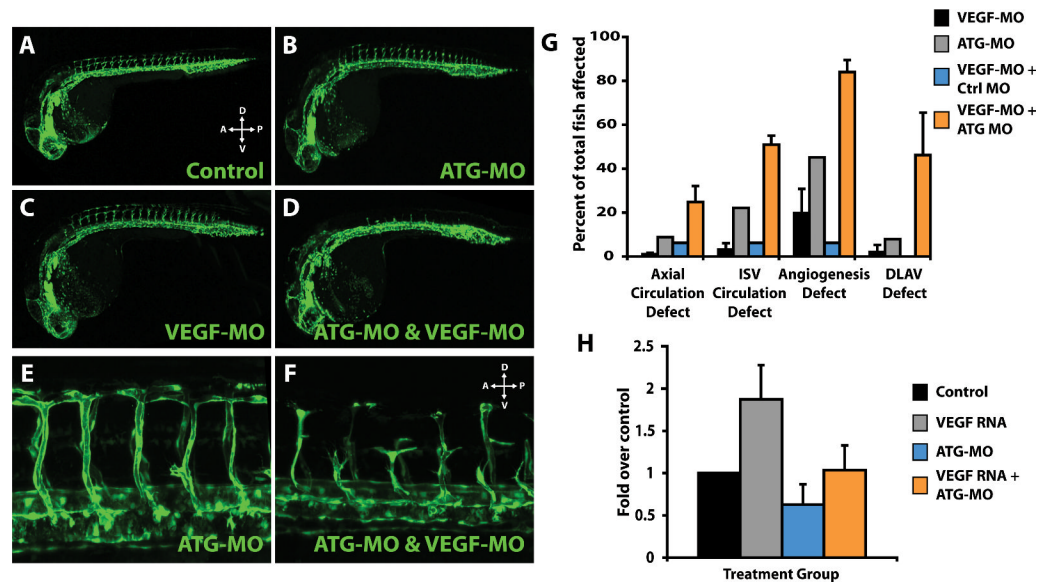 A
D
A P
V
Control
B
ATG-MO
C
VEGF-MO
D
ATG-MO & VEGF-MO
E
ATG-MO
F
D
A P
V
ATG-MO & VEGF-MO
G
Percent of total fish affected
100
80
60
40
20
0
Axial
Circulation
Defect
ISV
Circulation
Defect
Angiogenesis
Defect
DLAV
Defect
VEGF-MO
ATG-MO
VEGF-MO +
Ctrl MO
VEGF-MO +
ATG MO
H
Fold over control
2.5
2
1.5
1
0.5
0
Treatment Group
Control
VEGF RNA
ATG-MO
VEGF RNA +
ATG-MO